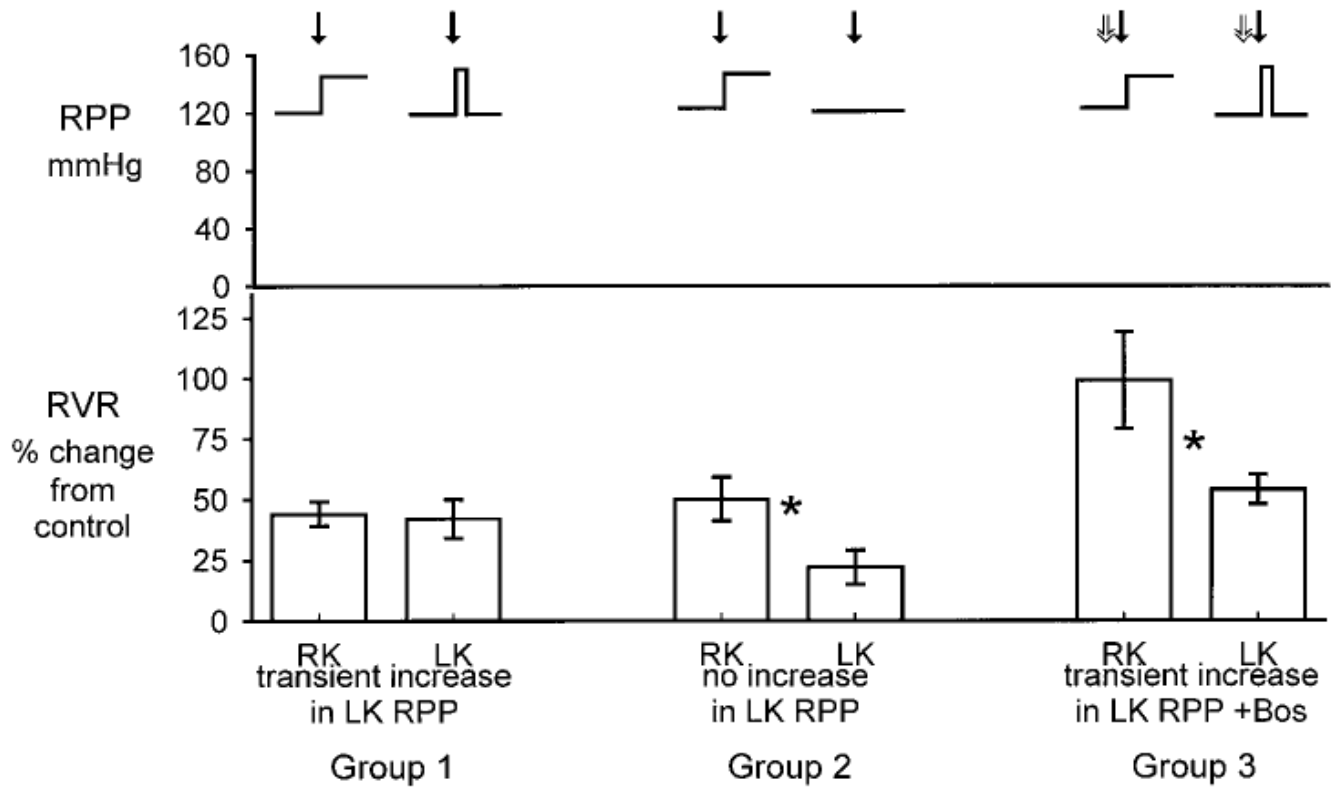 160
RPP
mmHg
120
80
40
0
125
RVR
% change
from
control
100
75
50
25
0
* *
RK LK RK LK RK LK
transient increase
in LK RPP
no increase
in LK RPP
transient increase
in LK RPP +Bos
Group 1 Group 2 Group 3